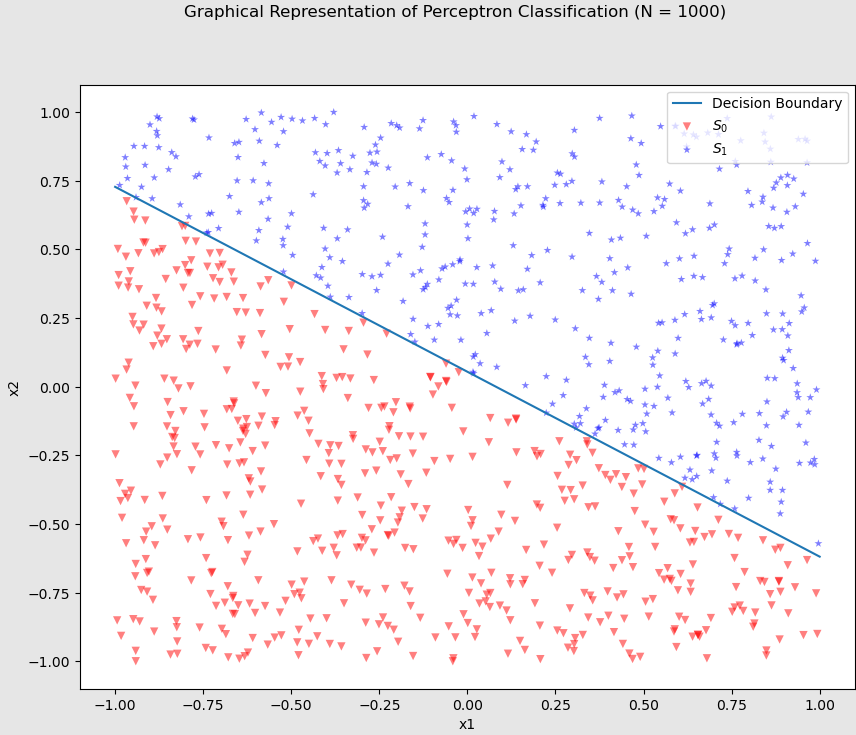 Graphical Representation of Perceptron Classification (N = 1000)
Decision Boundary
S₀
S₁
1.00
0.75
0.50
0.25
0.00
−0.25
−0.50
−0.75
−1.00
x2
−1.00 −0.75 −0.50 −0.25 0.00 0.25 0.50 0.75 1.00
x1